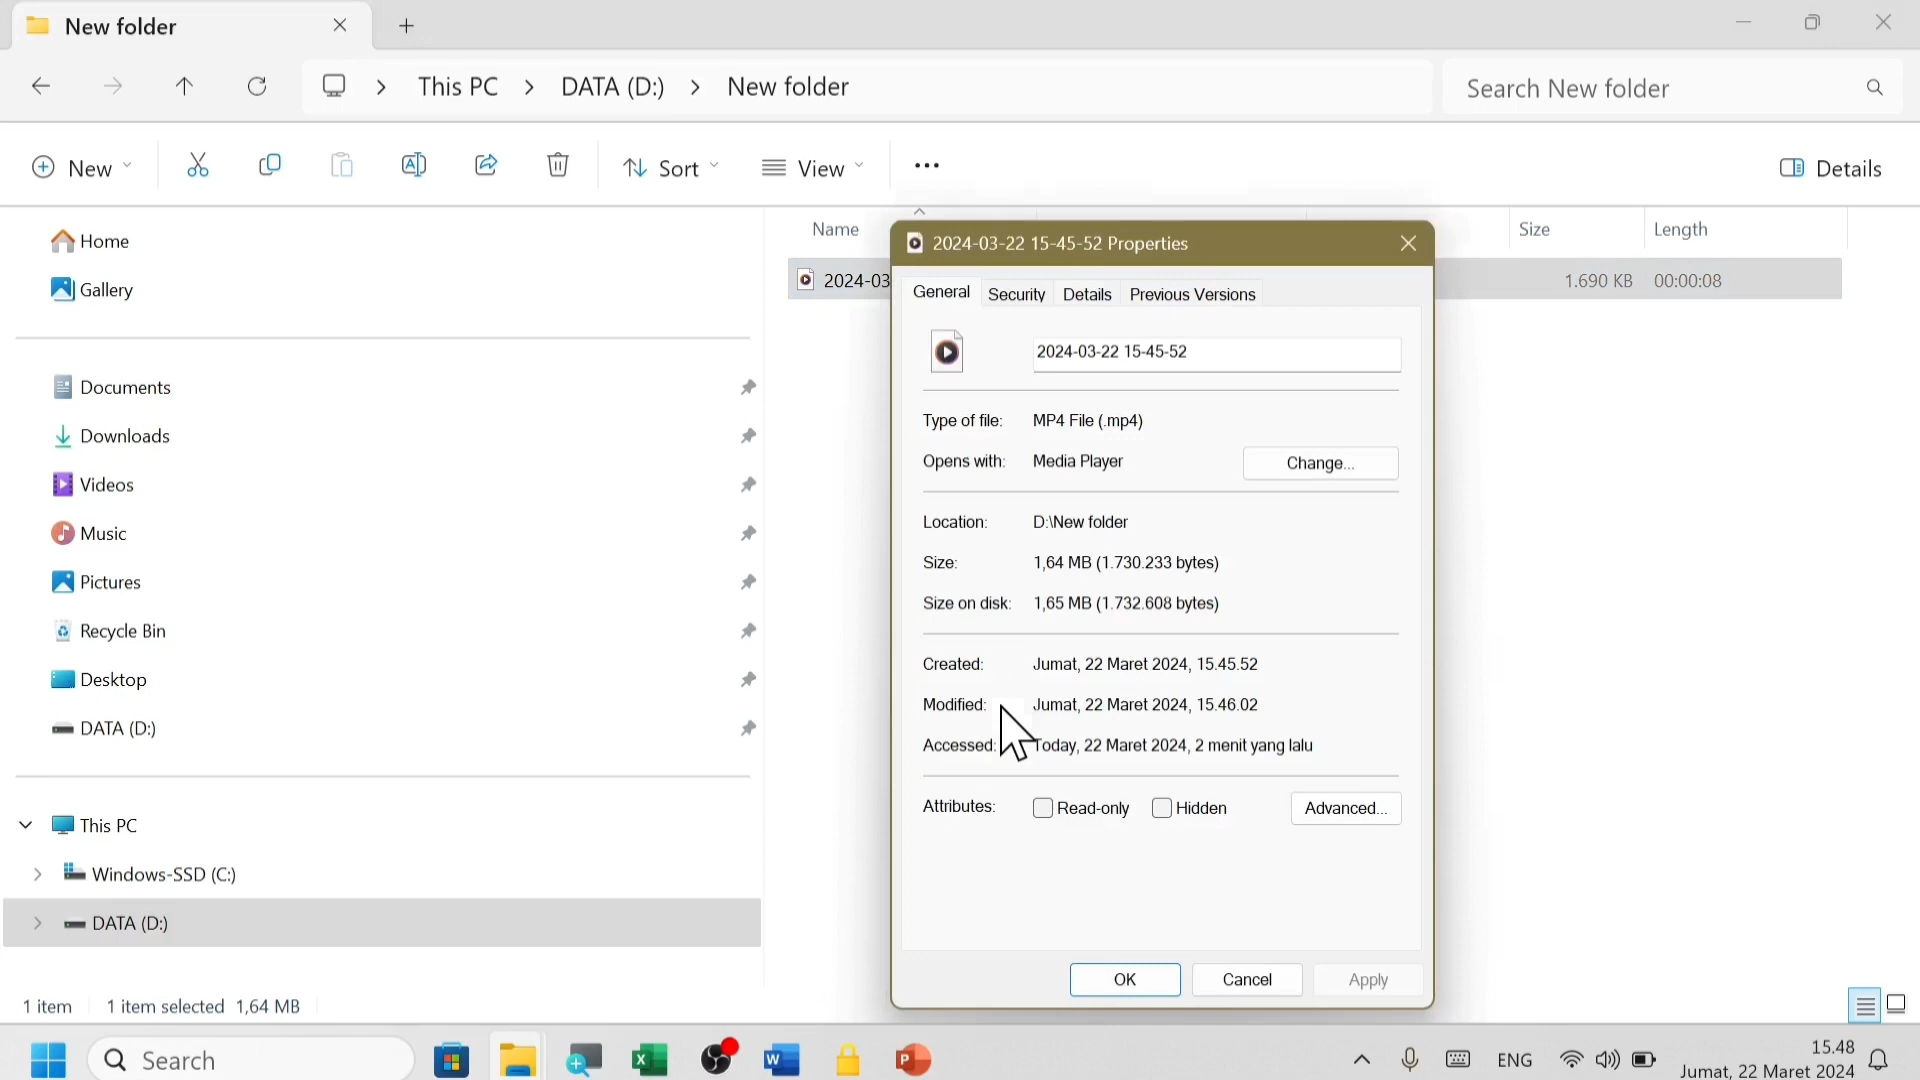 New folder
This PC > DATA (D:) > New folder
Search New folder
New
Sort
View
Details
Home
Gallery
Documents
Downloads
Videos
Music
Pictures
Recycle Bin
Desktop
DATA (D:)
This PC
Windows-SSD (C:)
DATA (D:)
Name
Size
Length
2024-03
1.690 KB 00:00:08
2024-03-22 15-45-52 Properties
General Security Details Previous Versions
2024-03-22 15-45-52
Type of file: MP4 File (.mp4)
Opens with: Media Player Change...
Location: D:\New folder
Size: 1,64 MB (1.730.233 bytes)
Size on disk: 1,65 MB (1.732.608 bytes)
Created: Jumat, 22 Maret 2024, 15.45.52
Modified: Jumat, 22 Maret 2024, 15.46.02
Accessed: Today, 22 Maret 2024, 2 menit yang lalu
Attributes: Read-only Hidden Advanced...
OK Cancel Apply
1 item 1 item selected 1,64 MB
Search
ENG
15.48
Jumat, 22 Maret 2024